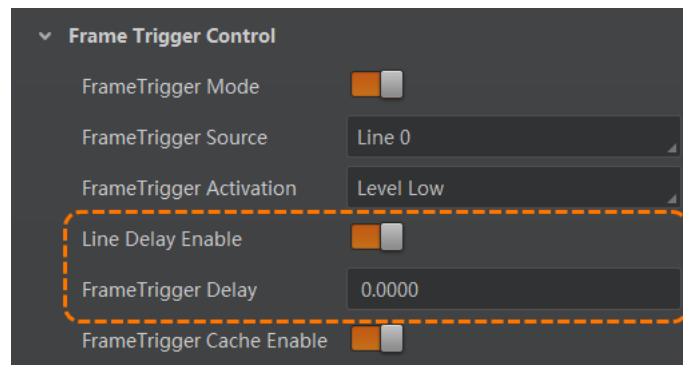 Frame Trigger Control
FrameTrigger Mode
FrameTrigger Source Line 0
FrameTrigger Activation Level Low
Line Delay Enable
FrameTrigger Delay 0.0000
FrameTrigger Cache Enable